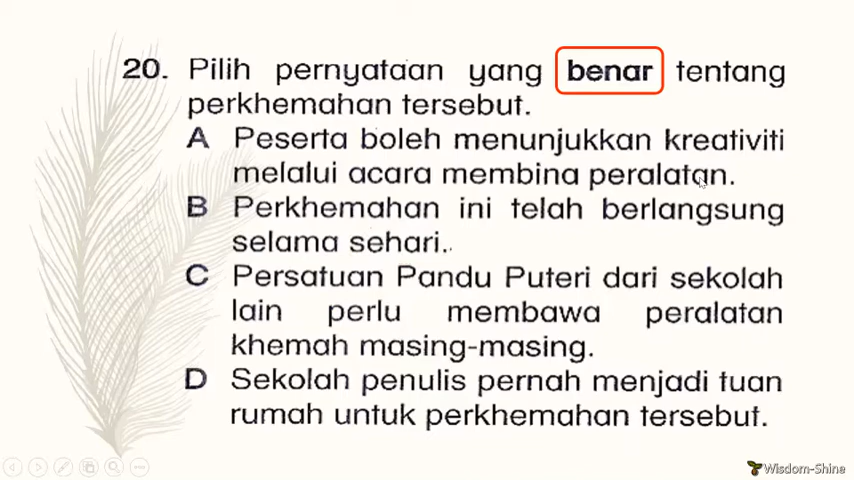 20. Pilih pernyataan yang benar tentang
perkhemahan tersebut.
A Peserta boleh menunjukkan kreativiti
melalui acara membina peralatan.
B Perkhemahan ini telah berlangsung
selama sehari.
C Persatuan Pandu Puteri dari sekolah
lain perlu membawa peralatan
khemah masing-masing.
D Sekolah penulis pernah menjadi tuan
rumah untuk perkhemahan tersebut.
Wisdom-Shine